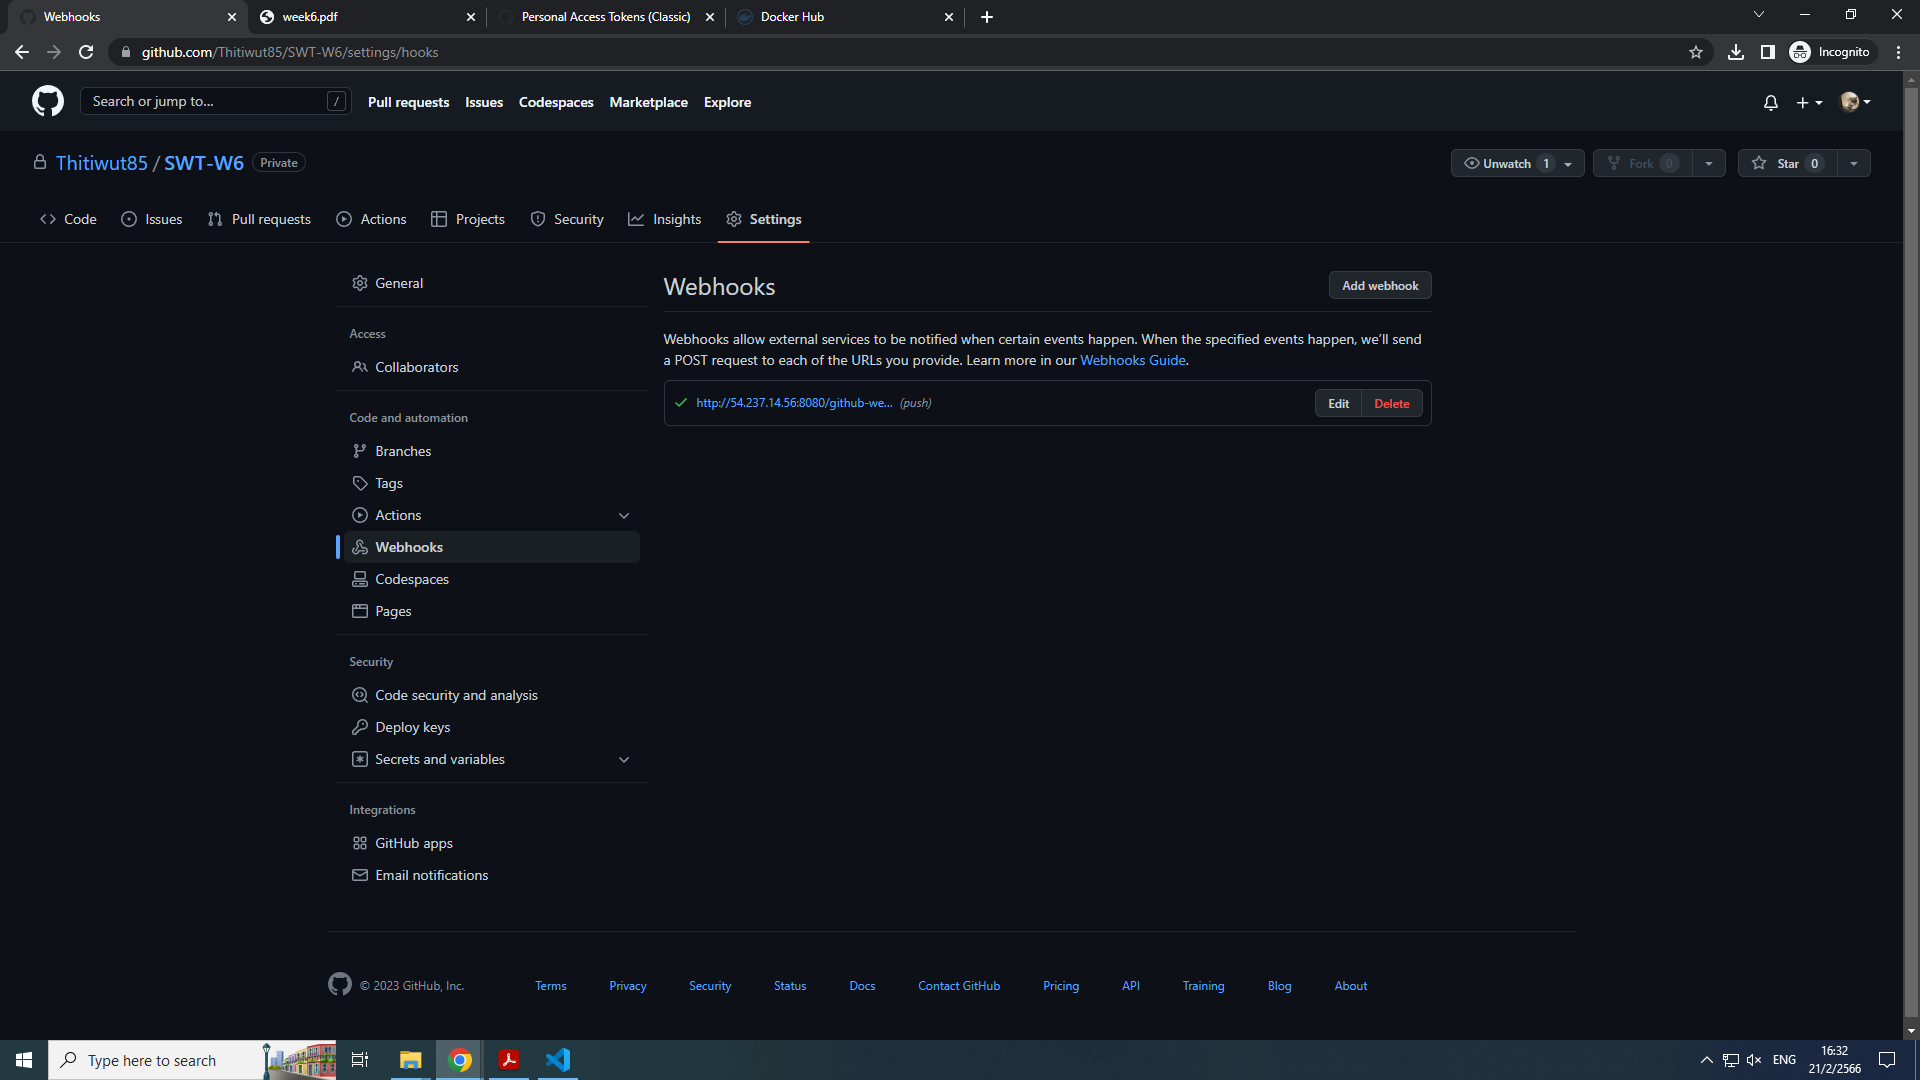 Webhooks
week6.pdf
Personal Access Tokens (Classic)
Docker Hub
github.com/Thitiwut85/SWT-W6/settings/hooks
Incognito
Search or jump to...
/
Pull requests
Issues
Codespaces
Marketplace
Explore
Thitiwut85 / SWT-W6
Private
Unwatch 1
Fork 0
Star 0
Code
Issues
Pull requests
Actions
Projects
Security
Insights
Settings
General
Access
Collaborators
Code and automation
Branches
Tags
Actions
Webhooks
Codespaces
Pages
Security
Code security and analysis
Deploy keys
Secrets and variables
Integrations
GitHub apps
Email notifications
Webhooks
Add webhook
Webhooks allow external services to be notified when certain events happen. When the specified events happen, we’ll send
a POST request to each of the URLs you provide. Learn more in our Webhooks Guide.
http://54.237.14.56:8080/github-we... (push)
Edit
Delete
© 2023 GitHub, Inc.
Terms
Privacy
Security
Status
Docs
Contact GitHub
Pricing
API
Training
Blog
About
Type here to search
ENG
16:32
21/2/2566